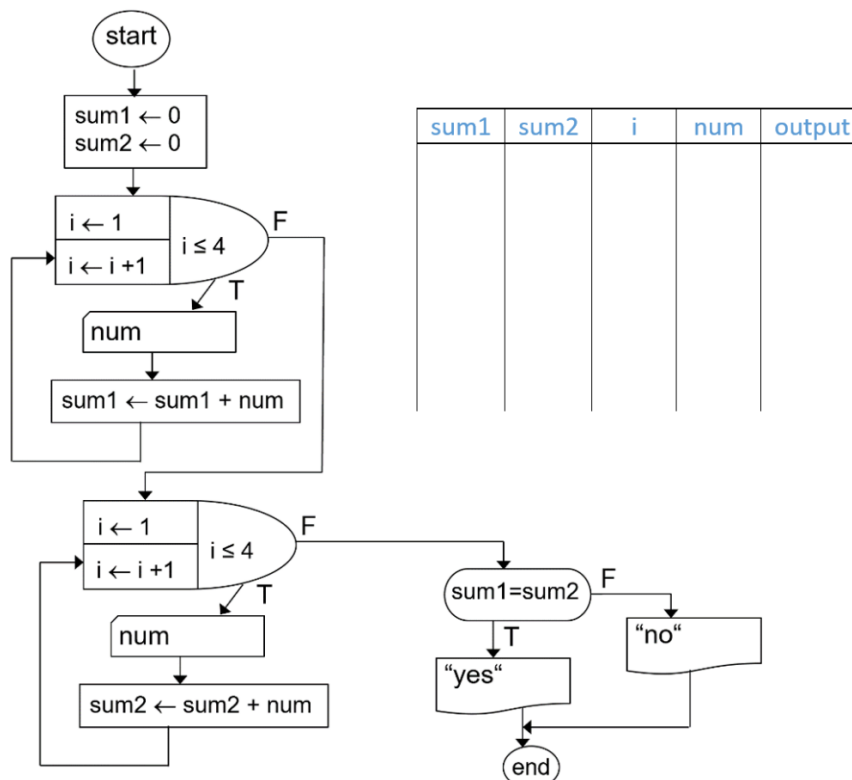 start
sum1 ← 0
sum2 ← 0
sum1 sum2 i num output
i ← 1
i ← i +1
i ≤ 4
F
T
num
sum1 ← sum1 + num
i ← 1
i ← i +1
i ≤ 4
F
T
num
sum2 ← sum2 + num
sum1=sum2
F
T
“no“
“yes“
end